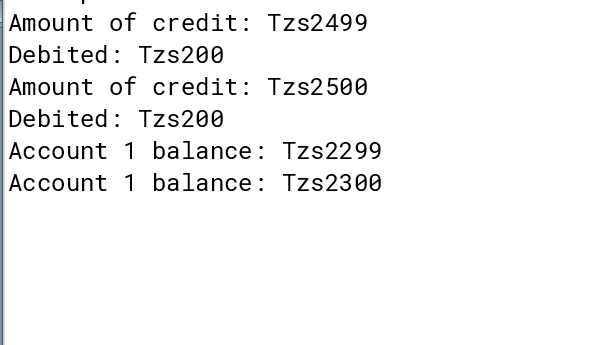 Amount of credit: Tzs2499
Debited: Tzs200
Amount of credit: Tzs2500
Debited: Tzs200
Account 1 balance: Tzs2299
Account 1 balance: Tzs2300